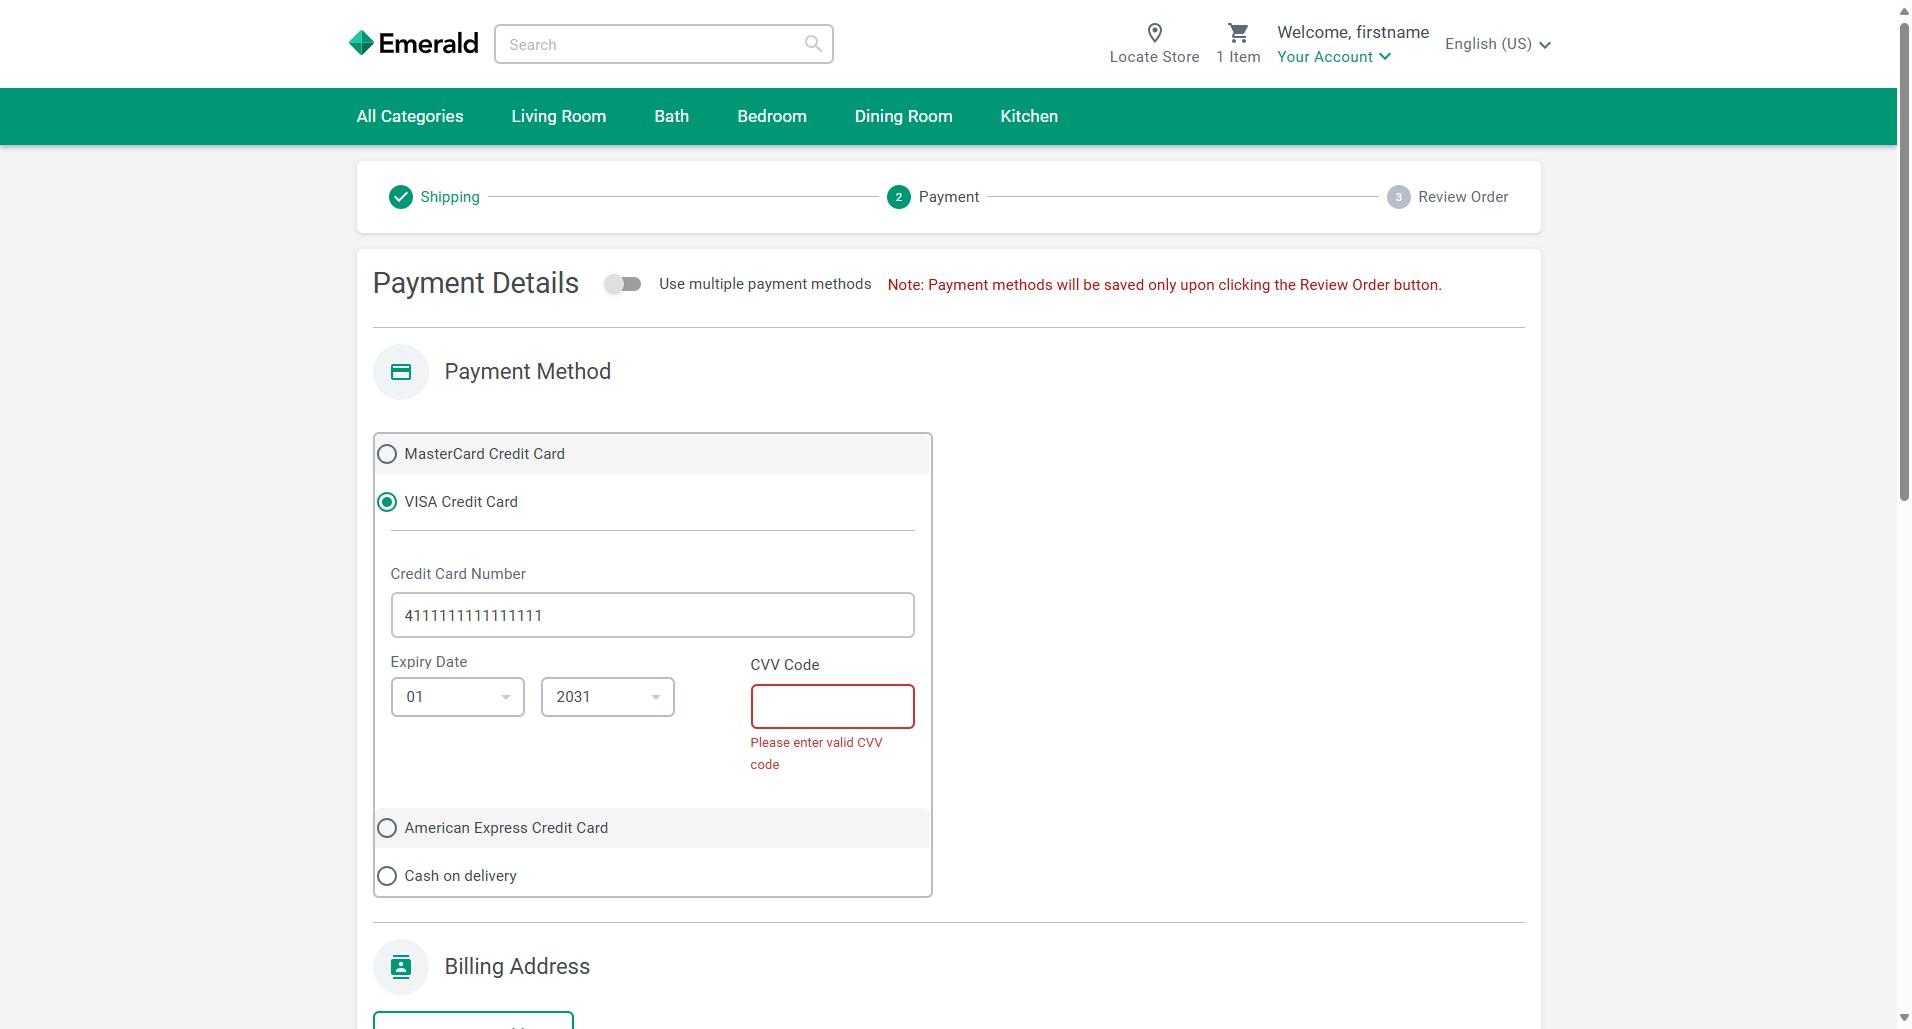 Emerald
Search
Locate Store
1 Item
Welcome, firstname
Your Account
English (US)
All Categories
Living Room
Bath
Bedroom
Dining Room
Kitchen
Shipping
2 Payment
3 Review Order
Payment Details
Use multiple payment methods
Note: Payment methods will be saved only upon clicking the Review Order button.
Payment Method
MasterCard Credit Card
VISA Credit Card
Credit Card Number
4111111111111111
Expiry Date
01
2031
CVV Code
Please enter valid CVV
code
American Express Credit Card
Cash on delivery
Billing Address